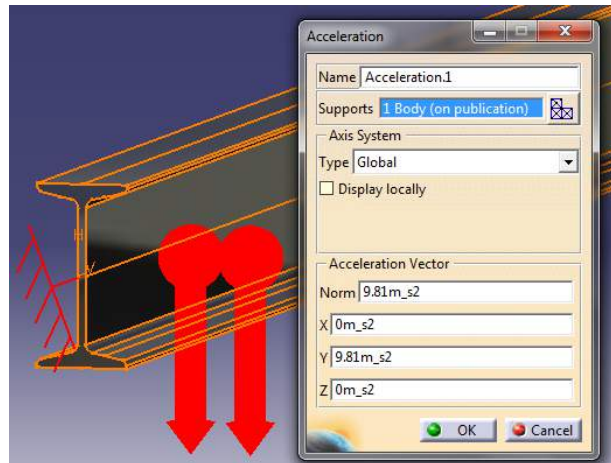 Acceleration
Name Acceleration.1
Supports 1 Body (on publication)
Axis System
Type Global
Display locally
Acceleration Vector
Norm 9.81m_s2
X 0m_s2
Y 9.81m_s2
Z 0m_s2
OK Cancel
H
V